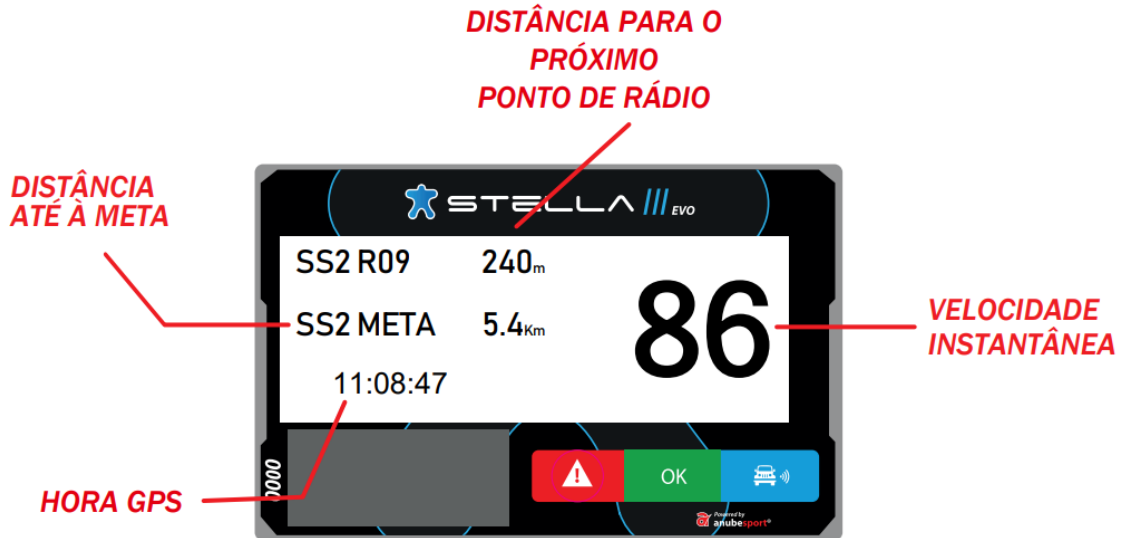 DISTÂNCIA PARA O
PRÓXIMO
PONTO DE RÁDIO
DISTÂNCIA
ATÉ À META
STELLA III EVO
SS2 R09 240m
SS2 META 5.4Km
86
11:08:47
VELOCIDADE
INSTANTÂNEA
HORA GPS
0000
OK
Powered by
anubesport®